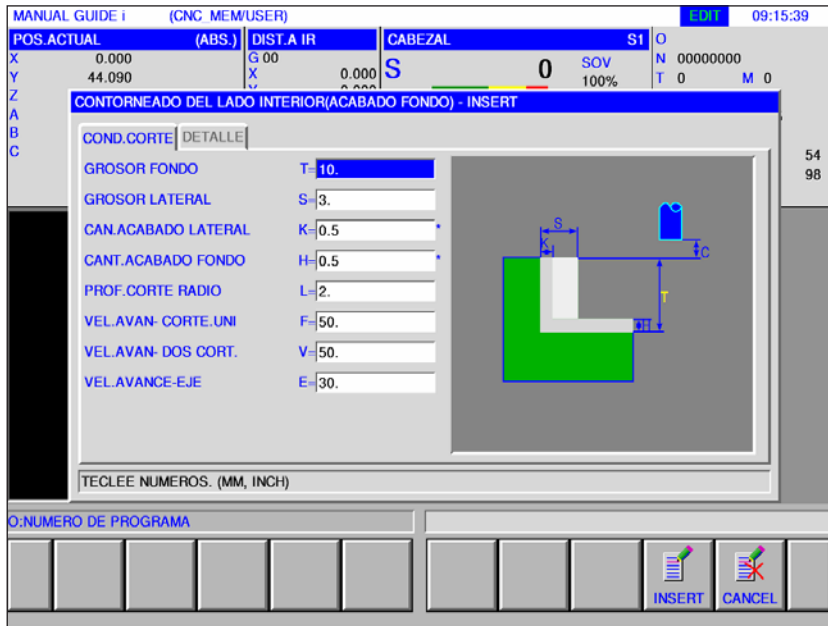 MANUAL GUIDE i (CNC_MEM/USER) EDIT 09:15:39
POS.ACTUAL (ABS.) DIST.A IR CABEZAL S1 O
X 0.000 G 00 N 00000000
Y 44.090 X 0.000 S 0 SOV 100% T 0 M 0
Z
A
B
C
54
98
CONTORNEADO DEL LADO INTERIOR(ACABADO FONDO) - INSERT
COND.CORTE DETALLE
GROSOR FONDO T=10.
GROSOR LATERAL S=3.
CAN.ACABADO LATERAL K=0.5 *
CANT.ACABADO FONDO H=0.5 *
PROF.CORTE RADIO L=2.
VEL.AVAN- CORTE.UNI F=50.
VEL.AVAN- DOS CORT. V=50.
VEL.AVANCE-EJE E=30.
S
K
C
T
H
TECLEE NUMEROS. (MM, INCH)
O:NUMERO DE PROGRAMA
INSERT CANCEL